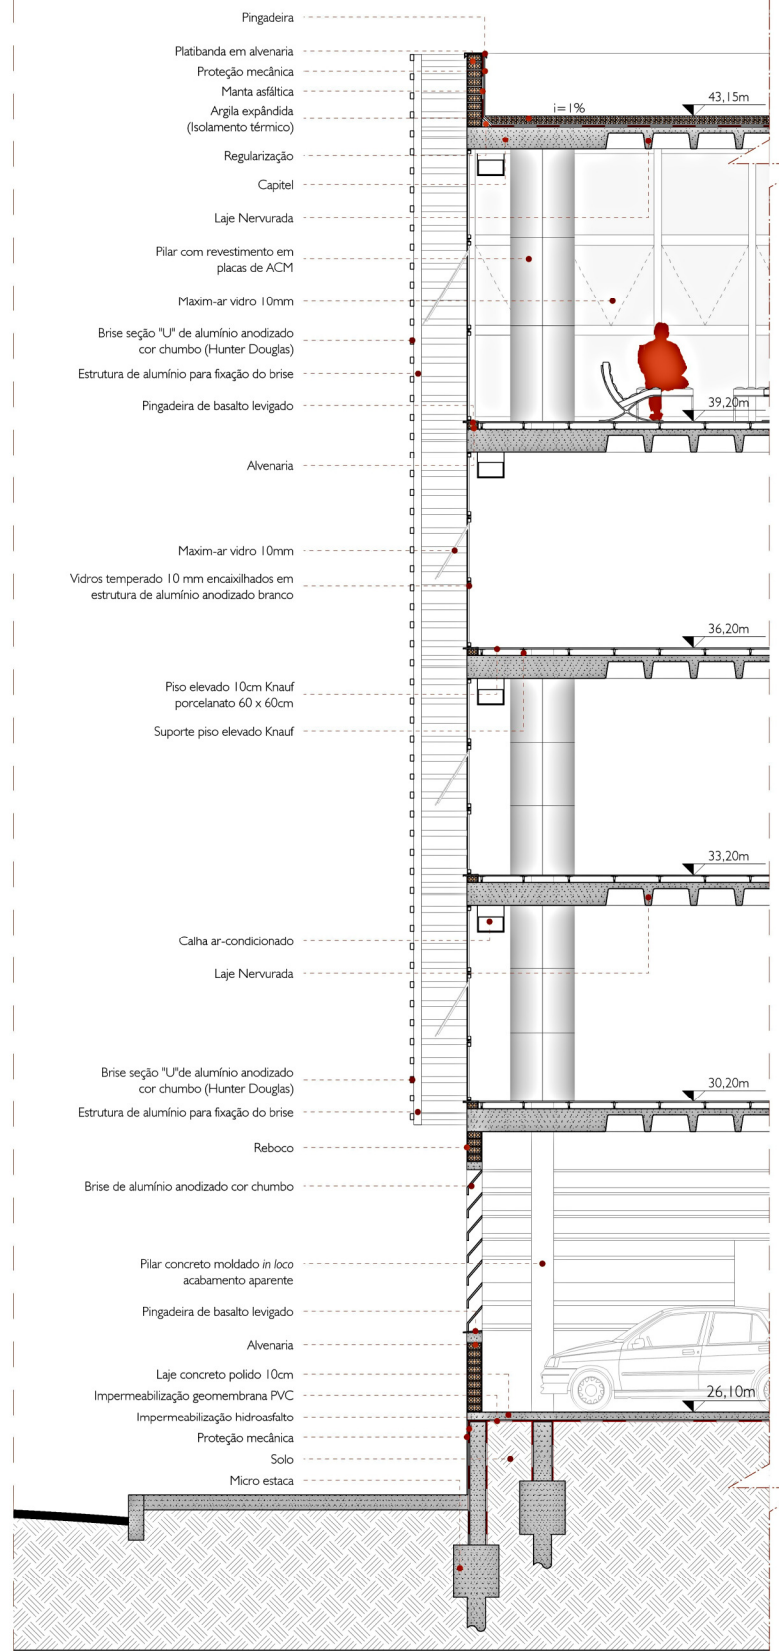 Pingadeira
Platibanda em alvenaria
Proteção mecânica
Manta asfáltica
43,15m
Argila expândida
(Isolamento térmico)
i=1%
Regularização
Capitel
Laje Nervurada
Pilar com revestimento em
placas de ACM
Maxim-ar vidro 10mm
Brise seção "U" de alumínio anodizado
cor chumbo (Hunter Douglas)
Estrutura de alumínio para fixação do brise
Pingadeira de basalto levigado
39,20m
Alvenaria
Maxim-ar vidro 10mm
Vidros temperado 10 mm encaixilhados em
estrutura de alumínio anodizado branco
36,20m
Piso elevado 10cm Knauf
porcelanato 60 x 60cm
Suporte piso elevado Knauf
33,20m
Calha ar-condicionado
Laje Nervurada
Brise seção "U"de alumínio anodizado
cor chumbo (Hunter Douglas)
30,20m
Estrutura de alumínio para fixação do brise
Reboco
Brise de alumínio anodizado cor chumbo
Pilar concreto moldado in loco
acabamento aparente
Pingadeira de basalto levigado
Alvenaria
Laje concreto polido 10cm
Impermeabilização geomembrana PVC
26,10m
Impermeabilização hidroasfalto
Proteção mecânica
Solo
Micro estaca